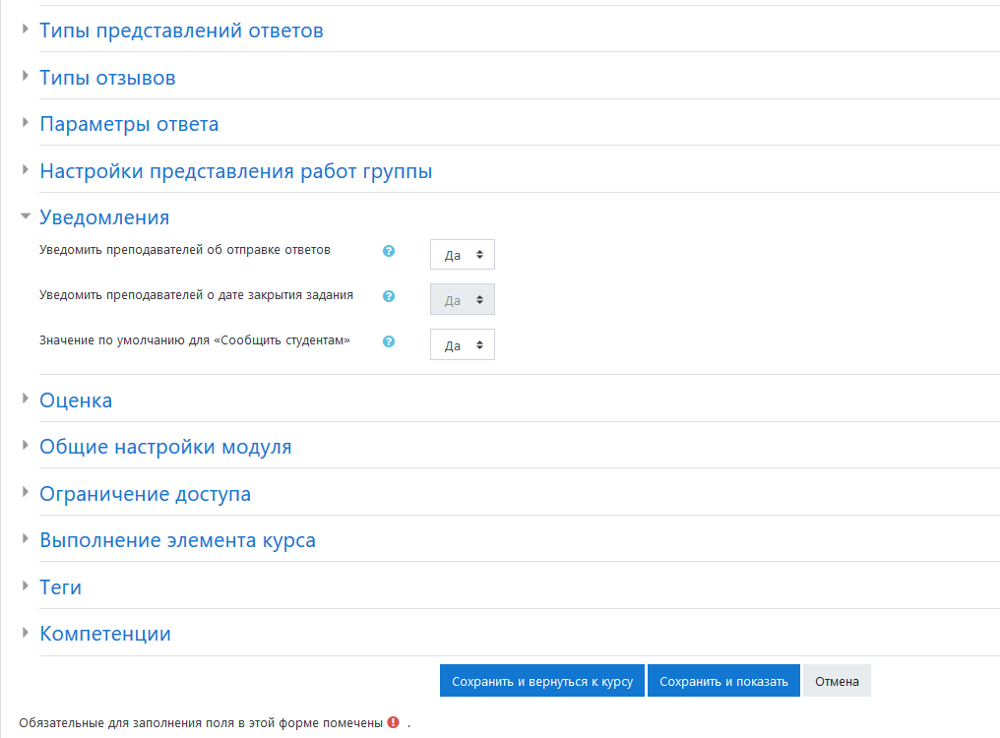 Типы представлений ответов
Типы отзывов
Параметры ответа
Настройки представления работ группы
Уведомления
Уведомить преподавателей об отправке ответов ? Да
Уведомить преподавателей о дате закрытия задания ? Да
Значение по умолчанию для «Сообщить студентам» ? Да
Оценка
Общие настройки модуля
Ограничение доступа
Выполнение элемента курса
Теги
Компетенции
Сохранить и вернуться к курсу Сохранить и показать Отмена
Обязательные для заполнения поля в этой форме помечены ! .